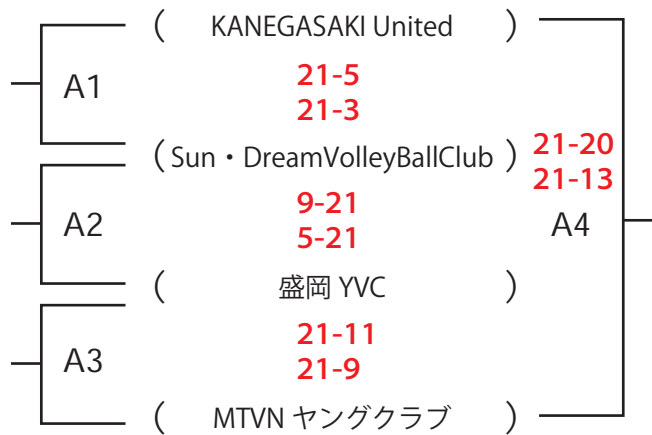 ( KANEGASAKI United )
A1
21-5
21-3
( Sun・DreamVolleyBallClub )
21-20
21-13
A2
9-21
5-21
A4
( 盛岡 YVC )
A3
21-11
21-9
( MTVN ヤングクラブ )